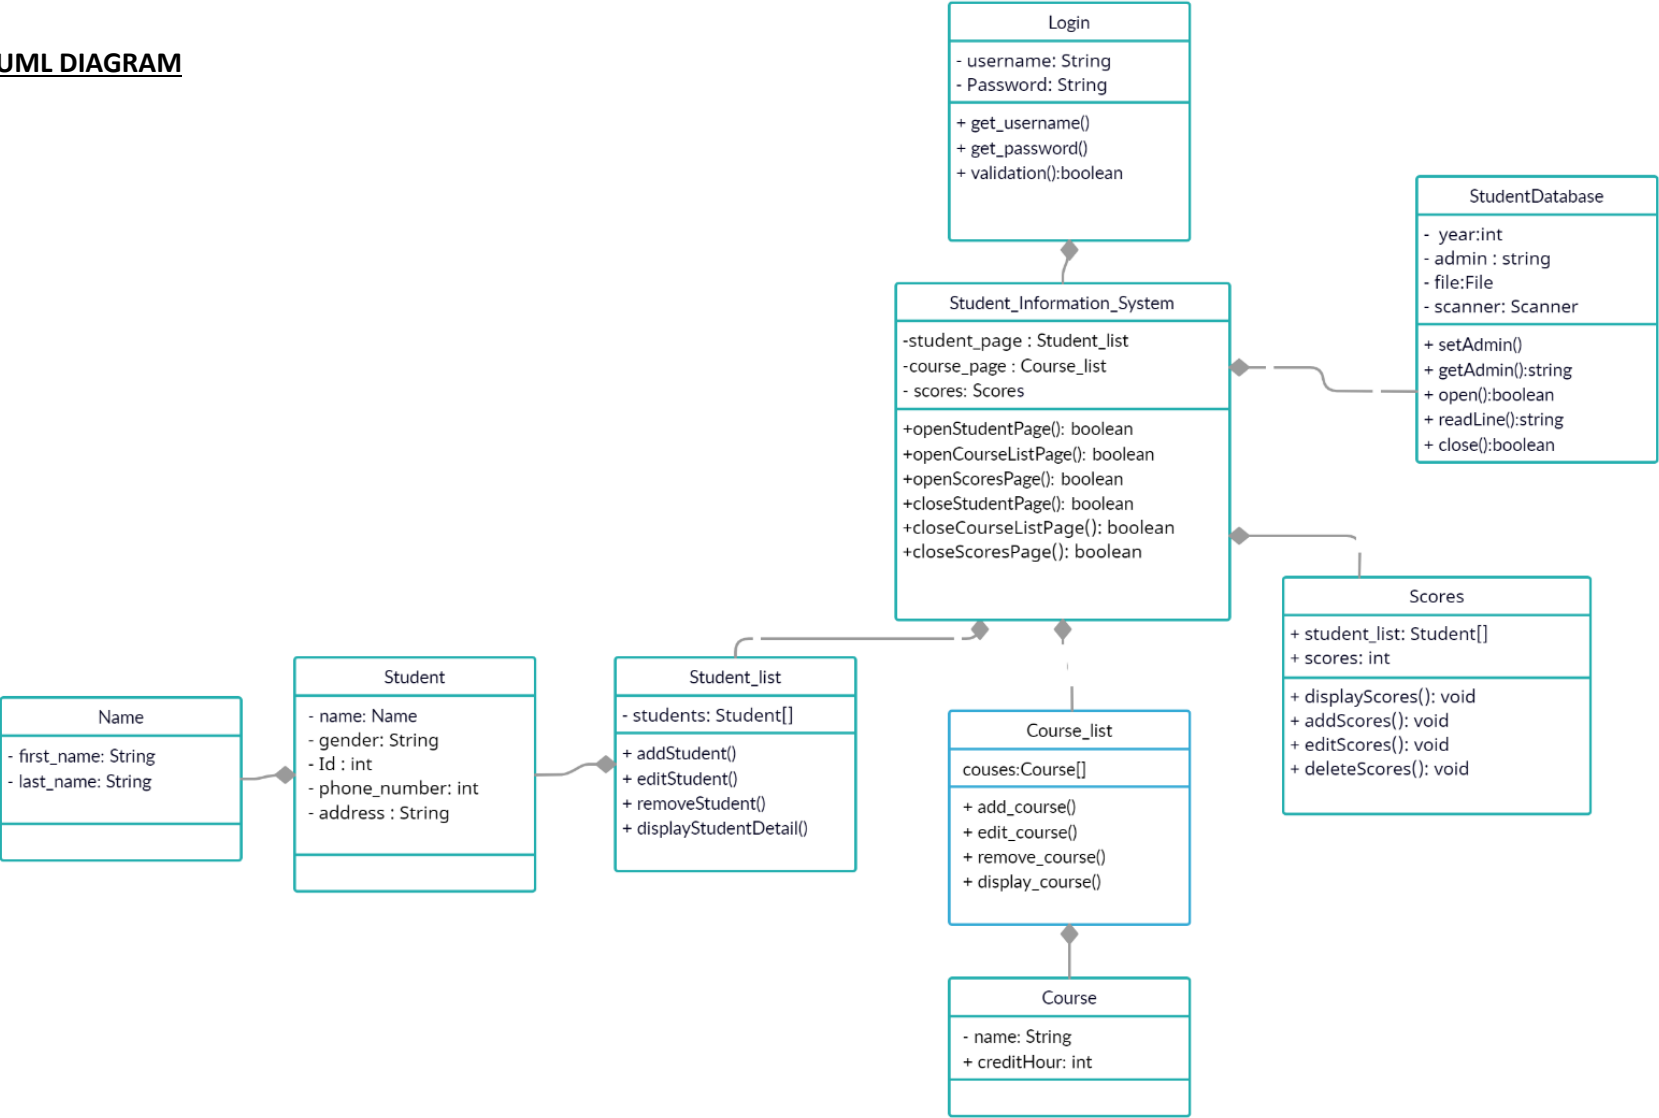 UML DIAGRAM
Login
- username: String
- Password: String
+ get_username()
+ get_password()
+ validation():boolean
StudentDatabase
- year:int
- admin : string
- file:File
- scanner: Scanner
+ setAdmin()
+ getAdmin():string
+ open():boolean
+ readLine():string
+ close():boolean
Student_Information_System
-student_page : Student_list
-course_page : Course_list
- scores: Scores
+openStudentPage(): boolean
+openCourseListPage(): boolean
+openScoresPage(): boolean
+closeStudentPage(): boolean
+closeCourseListPage(): boolean
+closeScoresPage(): boolean
Scores
+ student_list: Student[]
+ scores: int
+ displayScores(): void
+ addScores(): void
+ editScores(): void
+ deleteScores(): void
Name
- first_name: String
- last_name: String
Student
- name: Name
- gender: String
- Id : int
- phone_number: int
- address : String
Student_list
- students: Student[]
+ addStudent()
+ editStudent()
+ removeStudent()
+ displayStudentDetail()
Course_list
couses:Course[]
+ add_course()
+ edit_course()
+ remove_course()
+ display_course()
Course
- name: String
+ creditHour: int